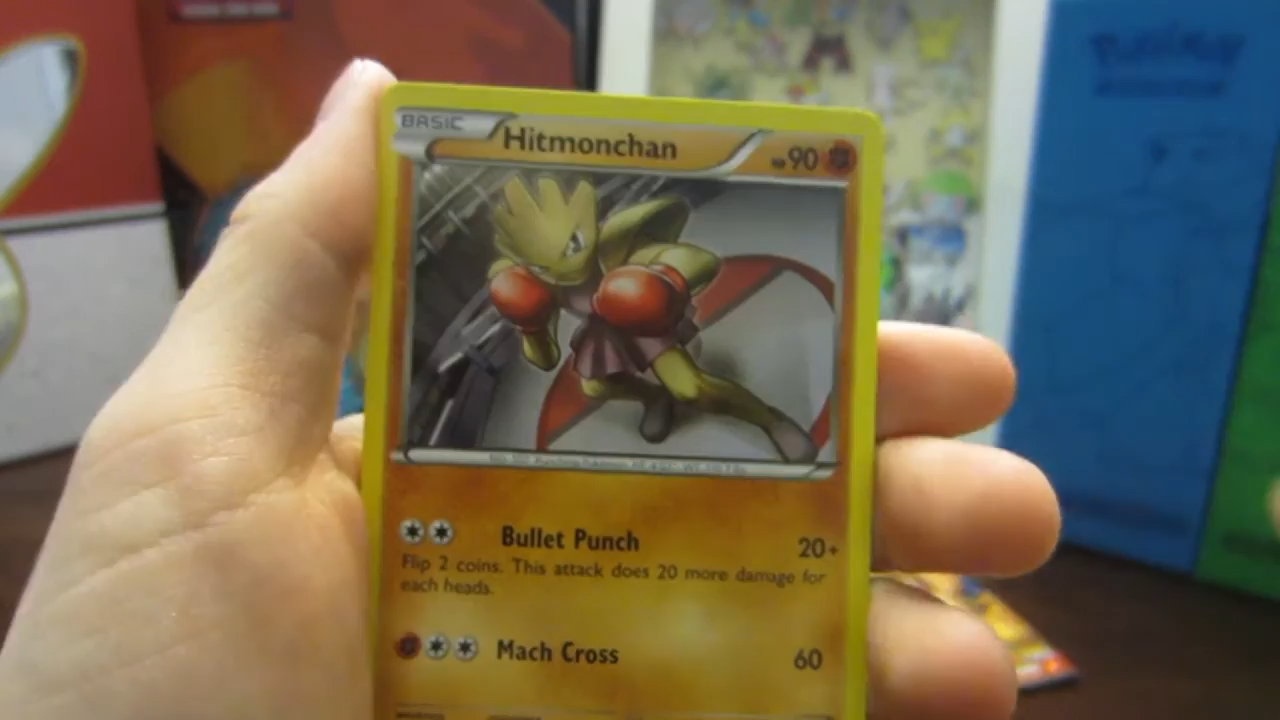 BASIC Hitmonchan HP90
Bullet Punch 20+
Flip 2 coins. This attack does 20 more damage for
each heads.
Mach Cross 60